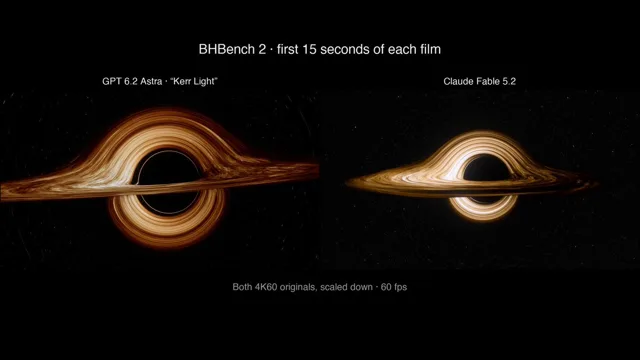 BHBench 2 · first 15 seconds of each film
GPT 6.2 Astra · “Kerr Light”
Claude Fable 5.2
Both 4K60 originals, scaled down · 60 fps